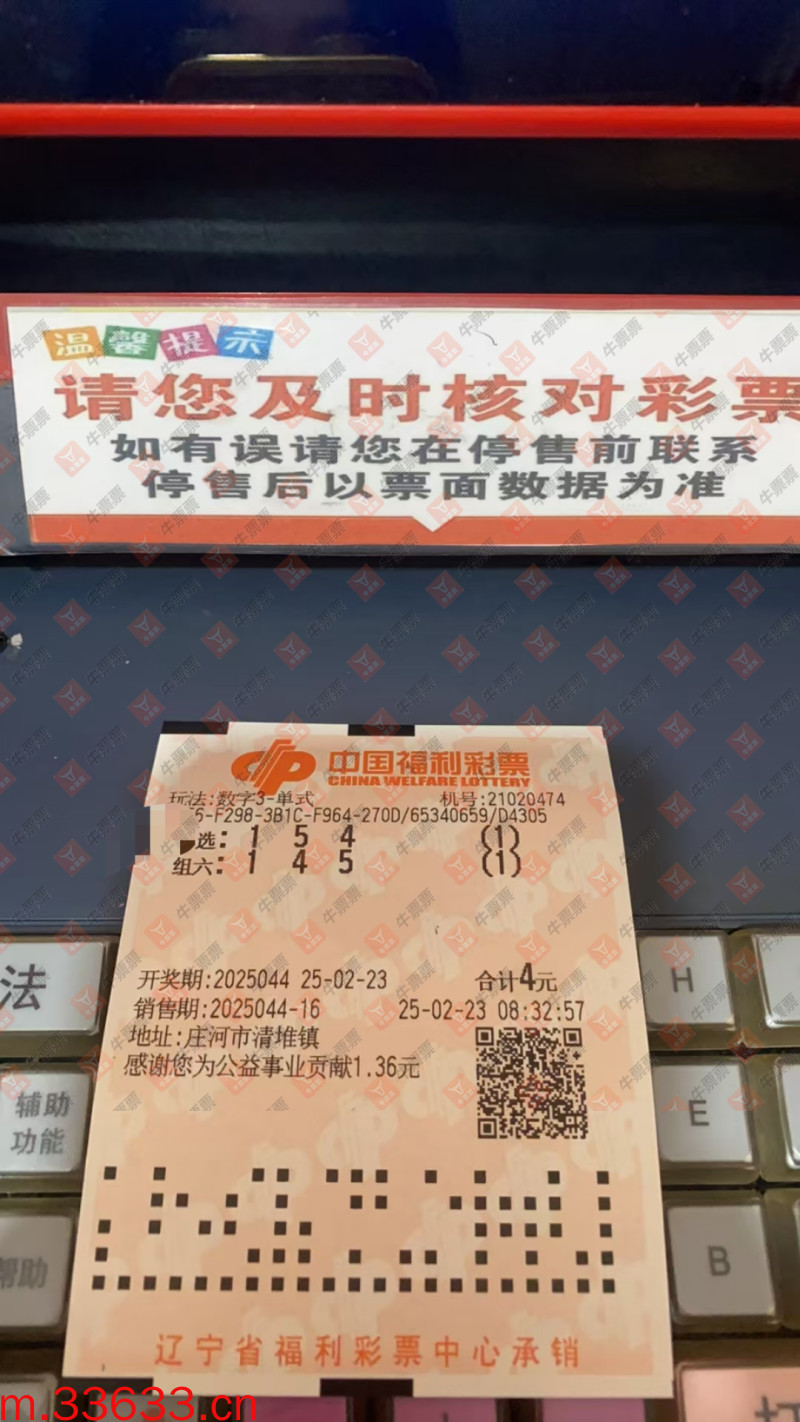 温馨提示
请您及时核对彩票
如有误请您在停售前联系
停售后以票面数据为准
中国福利彩票
CHINA WELFARE LOTTERY
玩法:数字3-单式 机号:21020474
6-F298-3B1C-F964-270D/65340659/D4305
选: 1 5 4 (1)
组六: 1 4 5 (1)
开奖期:2025044 25-02-23 合计4元
销售期:2025044-16 25-02-23 08:32:57
地址:庄河市清堆镇
感谢您为公益事业贡献1.36元
辽宁省福利彩票中心承销
法
H
辅助
功能
E
帮助
B
牛票票
m.33633.cn